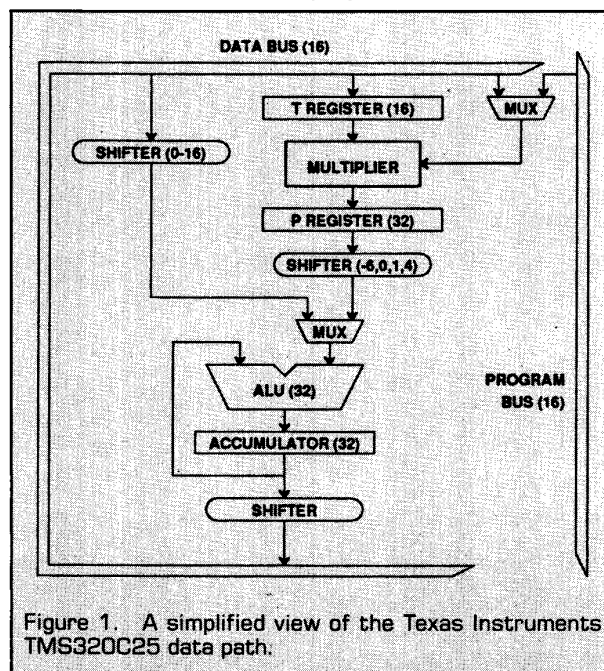 DATA BUS (16)
T REGISTER (16)
MUX
SHIFTER (0-16)
MULTIPLIER
P REGISTER (32)
SHIFTER (-6,0,1,4)
MUX
ALU (32)
PROGRAM
BUS (16)
ACCUMULATOR (32)
SHIFTER
Figure 1. A simplified view of the Texas Instruments
TMS320C25 data path.